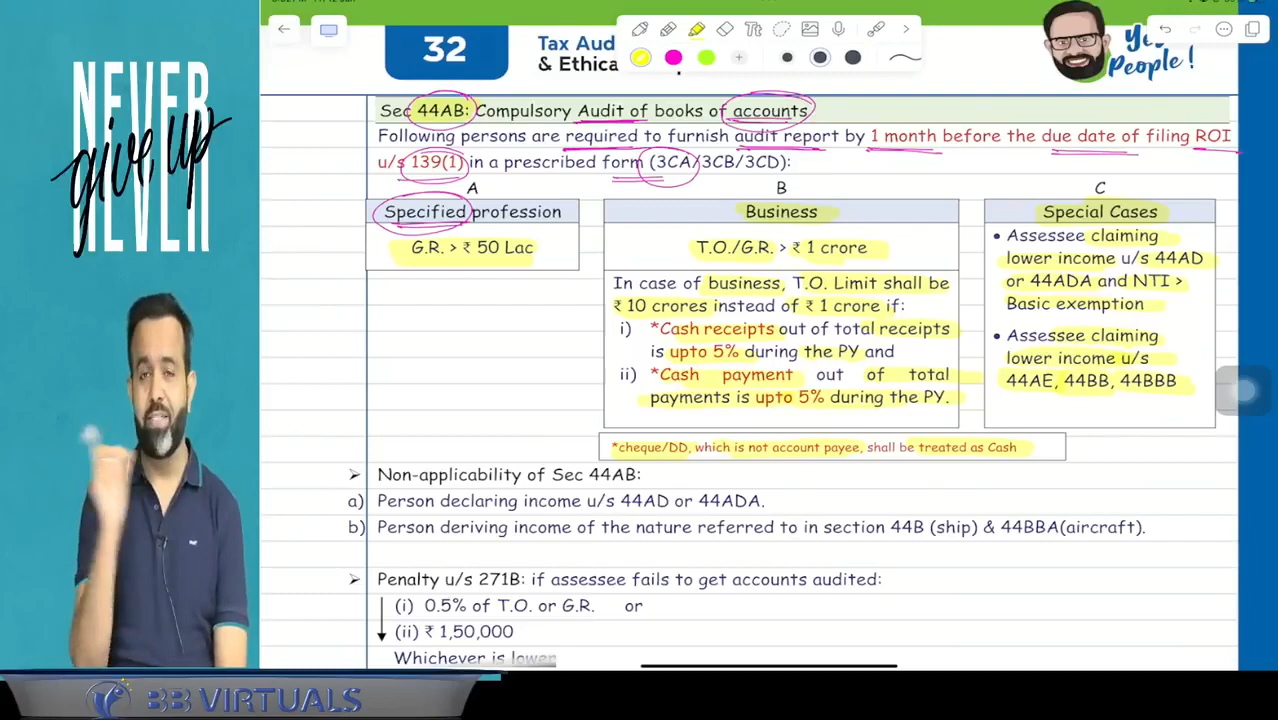 NEVER
give up
NEVER
32
Tax Aud
& Ethica
Yes
People !
Sec 44AB: Compulsory Audit of books of accounts
Following persons are required to furnish audit report by 1 month before the due date of filing ROI
u/s 139(1) in a prescribed form (3CA/3CB/3CD):
A
B
C
Specified profession
Business
Special Cases
G.R. > ₹ 50 Lac
T.O./G.R. > ₹ 1 crore
In case of business, T.O. Limit shall be
₹ 10 crores instead of ₹ 1 crore if:
i) *Cash receipts out of total receipts
is upto 5% during the PY and
ii) *Cash payment out of total
payments is upto 5% during the PY.
• Assessee claiming
lower income u/s 44AD
or 44ADA and NTI >
Basic exemption
• Assessee claiming
lower income u/s
44AE, 44BB, 44BBB
*cheque/DD, which is not account payee, shall be treated as Cash
➢ Non-applicability of Sec 44AB:
a) Person declaring income u/s 44AD or 44ADA.
b) Person deriving income of the nature referred to in section 44B (ship) & 44BBA(aircraft).
➢ Penalty u/s 271B: if assessee fails to get accounts audited:
(i) 0.5% of T.O. or G.R. or
(ii) ₹ 1,50,000
Whichever is lower
BB VIRTUALS